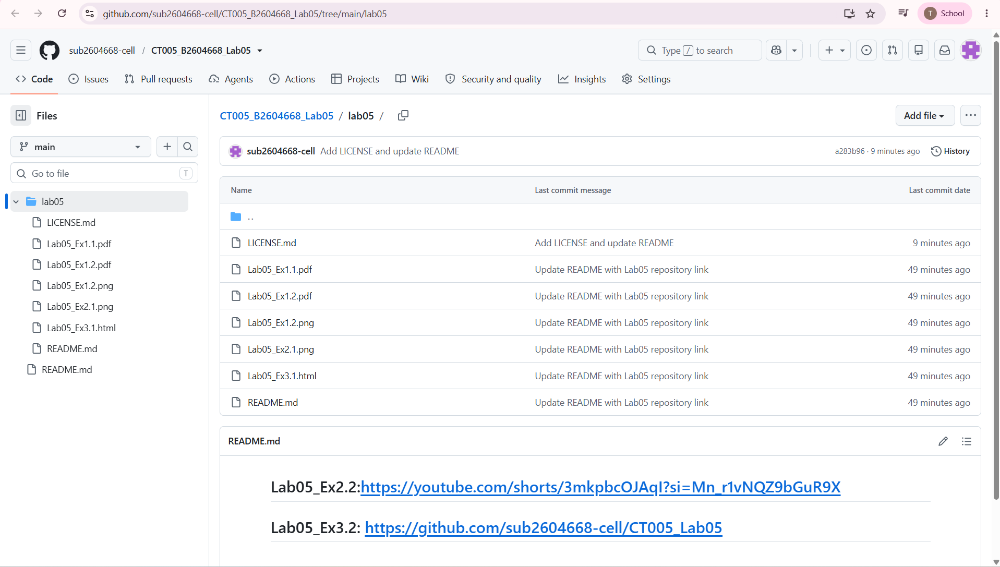 github.com/sub2604668-cell/CT005_B2604668_Lab05/tree/main/lab05
T School
sub2604668-cell / CT005_B2604668_Lab05
Type / to search
Code Issues Pull requests Agents Actions Projects Wiki Security and quality Insights Settings
Files
main
Go to file T
lab05
LICENSE.md
Lab05_Ex1.1.pdf
Lab05_Ex1.2.pdf
Lab05_Ex1.2.png
Lab05_Ex2.1.png
Lab05_Ex3.1.html
README.md
README.md
CT005_B2604668_Lab05 / lab05 /
Add file
sub2604668-cell Add LICENSE and update README a283b96 · 9 minutes ago History
Name Last commit message Last commit date
..
LICENSE.md Add LICENSE and update README 9 minutes ago
Lab05_Ex1.1.pdf Update README with Lab05 repository link 49 minutes ago
Lab05_Ex1.2.pdf Update README with Lab05 repository link 49 minutes ago
Lab05_Ex1.2.png Update README with Lab05 repository link 49 minutes ago
Lab05_Ex2.1.png Update README with Lab05 repository link 49 minutes ago
Lab05_Ex3.1.html Update README with Lab05 repository link 49 minutes ago
README.md Update README with Lab05 repository link 49 minutes ago
README.md
Lab05_Ex2.2:https://youtube.com/shorts/3mkpbcOJAqI?si=Mn_r1vNQZ9bGuR9X
Lab05_Ex3.2: https://github.com/sub2604668-cell/CT005_Lab05